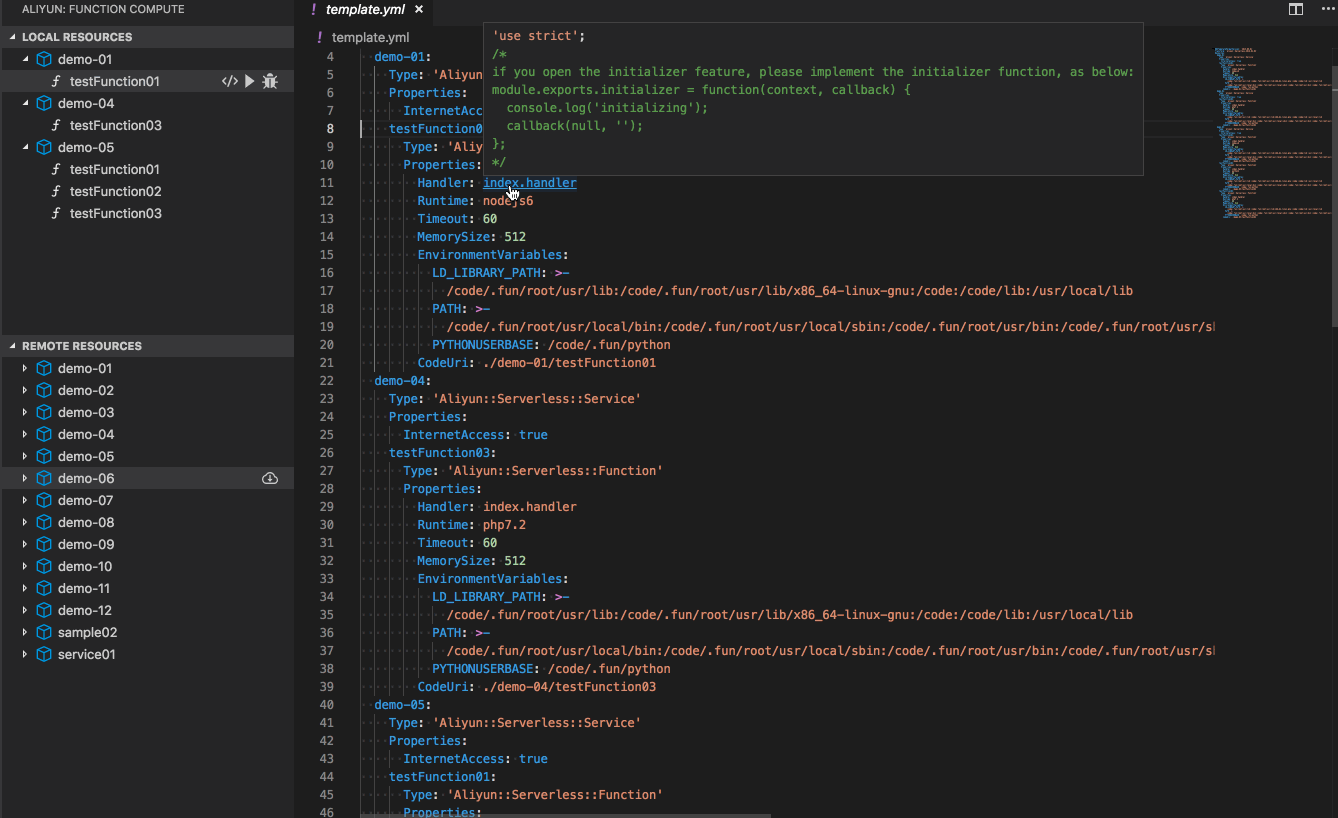 ALIYUN: FUNCTION COMPUTE
LOCAL RESOURCES
demo-01
testFunction01
demo-04
testFunction03
demo-05
testFunction01
testFunction02
testFunction03
REMOTE RESOURCES
demo-01
demo-02
demo-03
demo-04
demo-05
demo-06
demo-07
demo-08
demo-09
demo-10
demo-11
demo-12
sample02
service01
! template.yml ×
! template.yml
'use strict';
/*
if you open the initializer feature, please implement the initializer function, as below:
module.exports.initializer = function(context, callback) {
  console.log('initializing');
  callback(null, '');
};
*/
4 demo-01:
5 Type: 'Aliyun
6 Properties:
7 InternetAcc
8 testFunction0
9 Type: 'Aliy
10 Properties:
11 Handler: index.handler
12 Runtime: nodejs6
13 Timeout: 60
14 MemorySize: 512
15 EnvironmentVariables:
16 LD_LIBRARY_PATH: >-
17 /code/.fun/root/usr/lib:/code/.fun/root/usr/lib/x86_64-linux-gnu:/code:/code/lib:/usr/local/lib
18 PATH: >-
19 /code/.fun/root/usr/local/bin:/code/.fun/root/usr/local/sbin:/code/.fun/root/usr/bin:/code/.fun/root/usr/sl
20 PYTHONUSERBASE: /code/.fun/python
21 CodeUri: ./demo-01/testFunction01
22 demo-04:
23 Type: 'Aliyun::Serverless::Service'
24 Properties:
25 InternetAccess: true
26 testFunction03:
27 Type: 'Aliyun::Serverless::Function'
28 Properties:
29 Handler: index.handler
30 Runtime: php7.2
31 Timeout: 60
32 MemorySize: 512
33 EnvironmentVariables:
34 LD_LIBRARY_PATH: >-
35 /code/.fun/root/usr/lib:/code/.fun/root/usr/lib/x86_64-linux-gnu:/code:/code/lib:/usr/local/lib
36 PATH: >-
37 /code/.fun/root/usr/local/bin:/code/.fun/root/usr/local/sbin:/code/.fun/root/usr/bin:/code/.fun/root/usr/sl
38 PYTHONUSERBASE: /code/.fun/python
39 CodeUri: ./demo-04/testFunction03
40 demo-05:
41 Type: 'Aliyun::Serverless::Service'
42 Properties:
43 InternetAccess: true
44 testFunction01:
45 Type: 'Aliyun::Serverless::Function'
46 Properties: